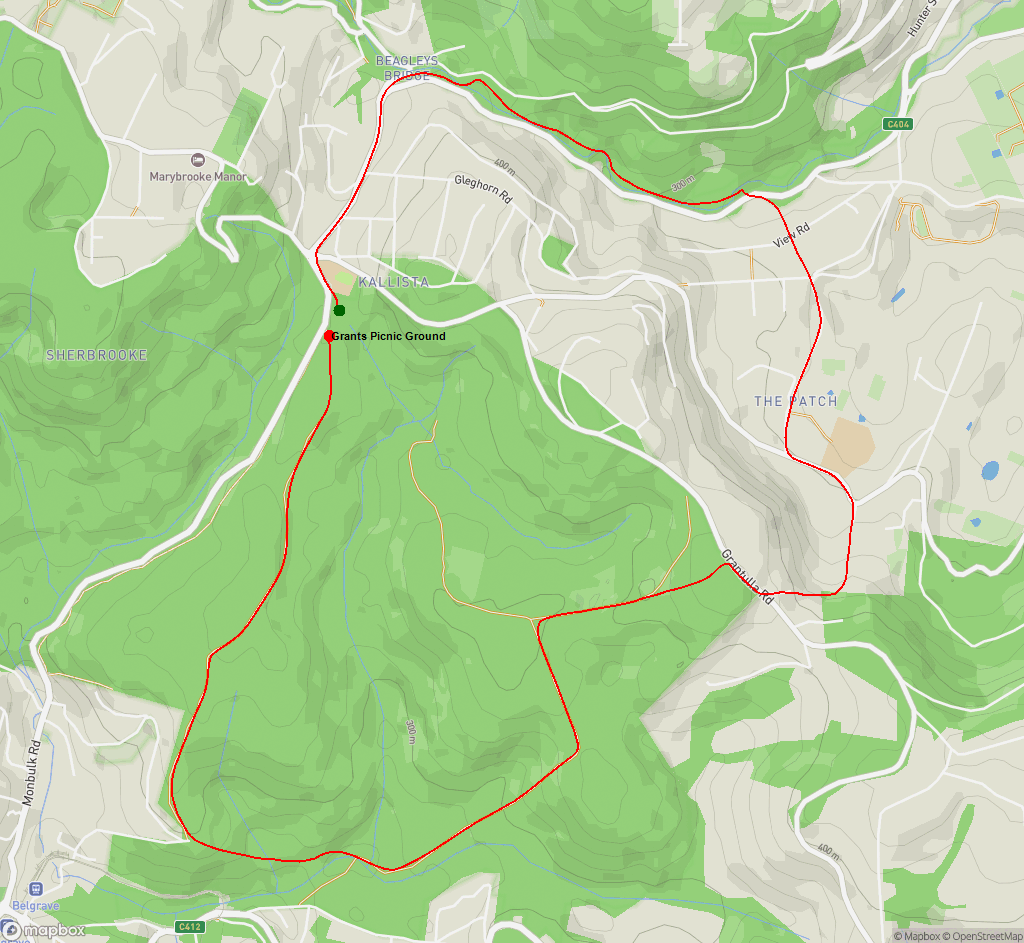 Hunter S
BEAGLEYS
BRIDGE
C404
Marybrooke Manor
400 m
Gleghorn Rd
300 m
View Rd
KALLISTA
Grants Picnic Ground
SHERBROOKE
THE PATCH
Grantulla Rd
300 m
Monbulk Rd
400 m
Belgrave
C412
mapbox
© Mapbox © OpenStreetMap